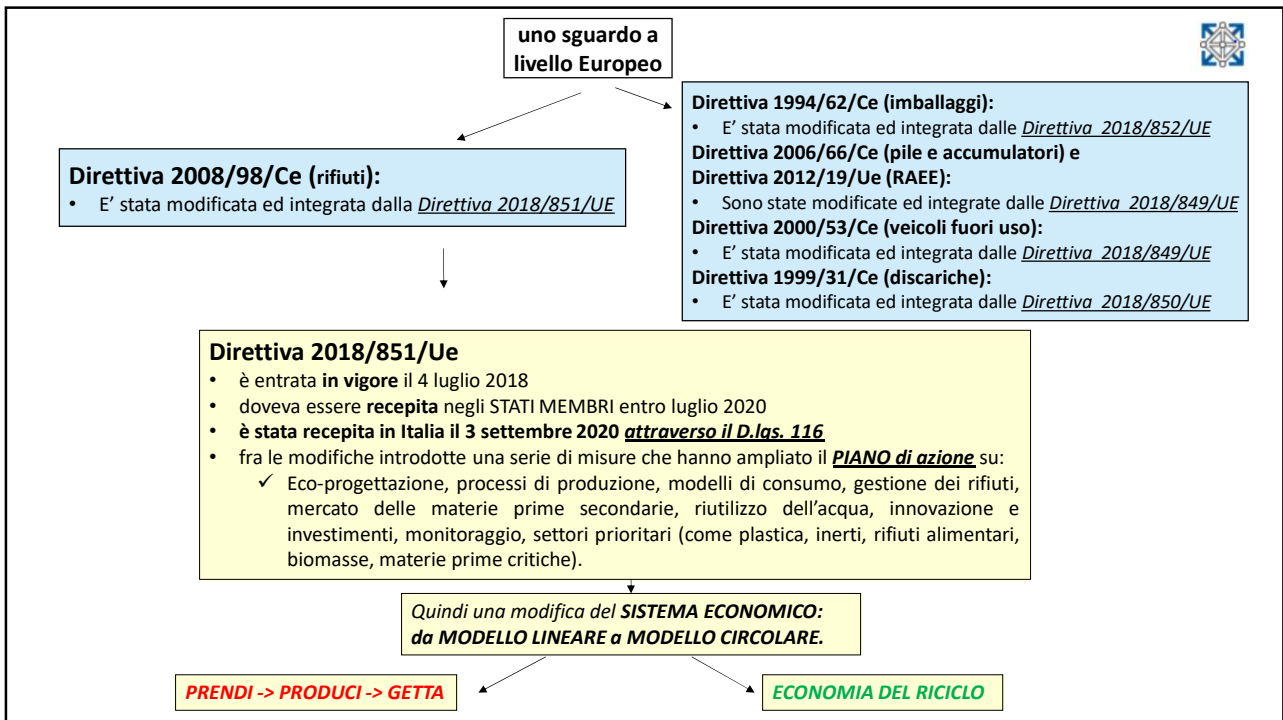 uno sguardo a
livello Europeo
Direttiva 2008/98/Ce (rifiuti):
• E’ stata modificata ed integrata dalla Direttiva 2018/851/UE
Direttiva 1994/62/Ce (imballaggi):
• E’ stata modificata ed integrata dalle Direttiva 2018/852/UE
Direttiva 2006/66/Ce (pile e accumulatori) e
Direttiva 2012/19/Ue (RAEE):
• Sono state modificate ed integrate dalle Direttiva 2018/849/UE
Direttiva 2000/53/Ce (veicoli fuori uso):
• E’ stata modificata ed integrata dalle Direttiva 2018/849/UE
Direttiva 1999/31/Ce (discariche):
• E’ stata modificata ed integrata dalle Direttiva 2018/850/UE
Direttiva 2018/851/Ue
• è entrata in vigore il 4 luglio 2018
• doveva essere recepita negli STATI MEMBRI entro luglio 2020
• è stata recepita in Italia il 3 settembre 2020 attraverso il D.lgs. 116
• fra le modifiche introdotte una serie di misure che hanno ampliato il PIANO di azione su:
✓ Eco-progettazione, processi di produzione, modelli di consumo, gestione dei rifiuti,
mercato delle materie prime secondarie, riutilizzo dell’acqua, innovazione e
investimenti, monitoraggio, settori prioritari (come plastica, inerti, rifiuti alimentari,
biomasse, materie prime critiche).
Quindi una modifica del SISTEMA ECONOMICO:
da MODELLO LINEARE a MODELLO CIRCOLARE.
PRENDI -> PRODUCI -> GETTA
ECONOMIA DEL RICICLO